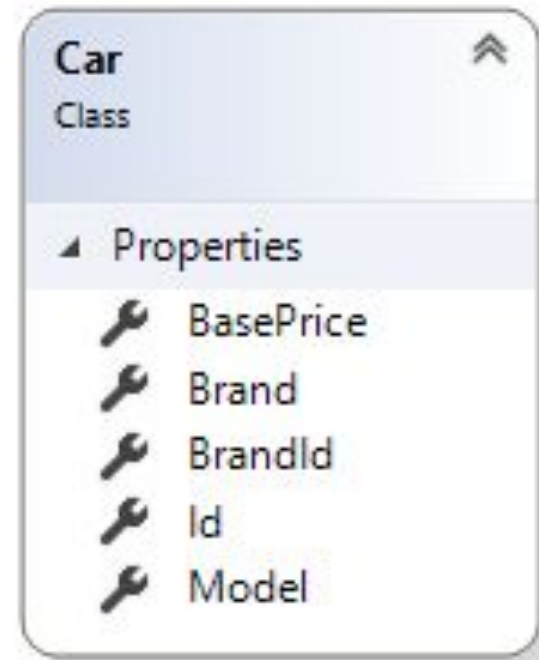 Car
Class
Properties
BasePrice
Brand
BrandId
Id
Model